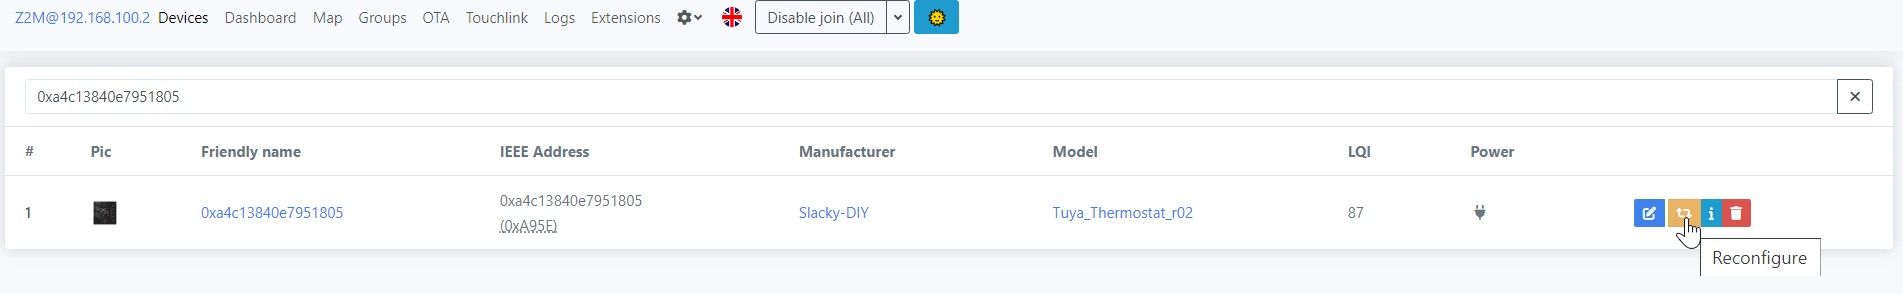 Z2M@192.168.100.2 Devices Dashboard Map Groups OTA Touchlink Logs Extensions Disable join (All)
0xa4c13840e7951805
# Pic Friendly name IEEE Address Manufacturer Model LQI Power
1 0xa4c13840e7951805 0xa4c13840e7951805 Slacky-DIY Tuya_Thermostat_r02 87
(0xA95E)
Reconfigure